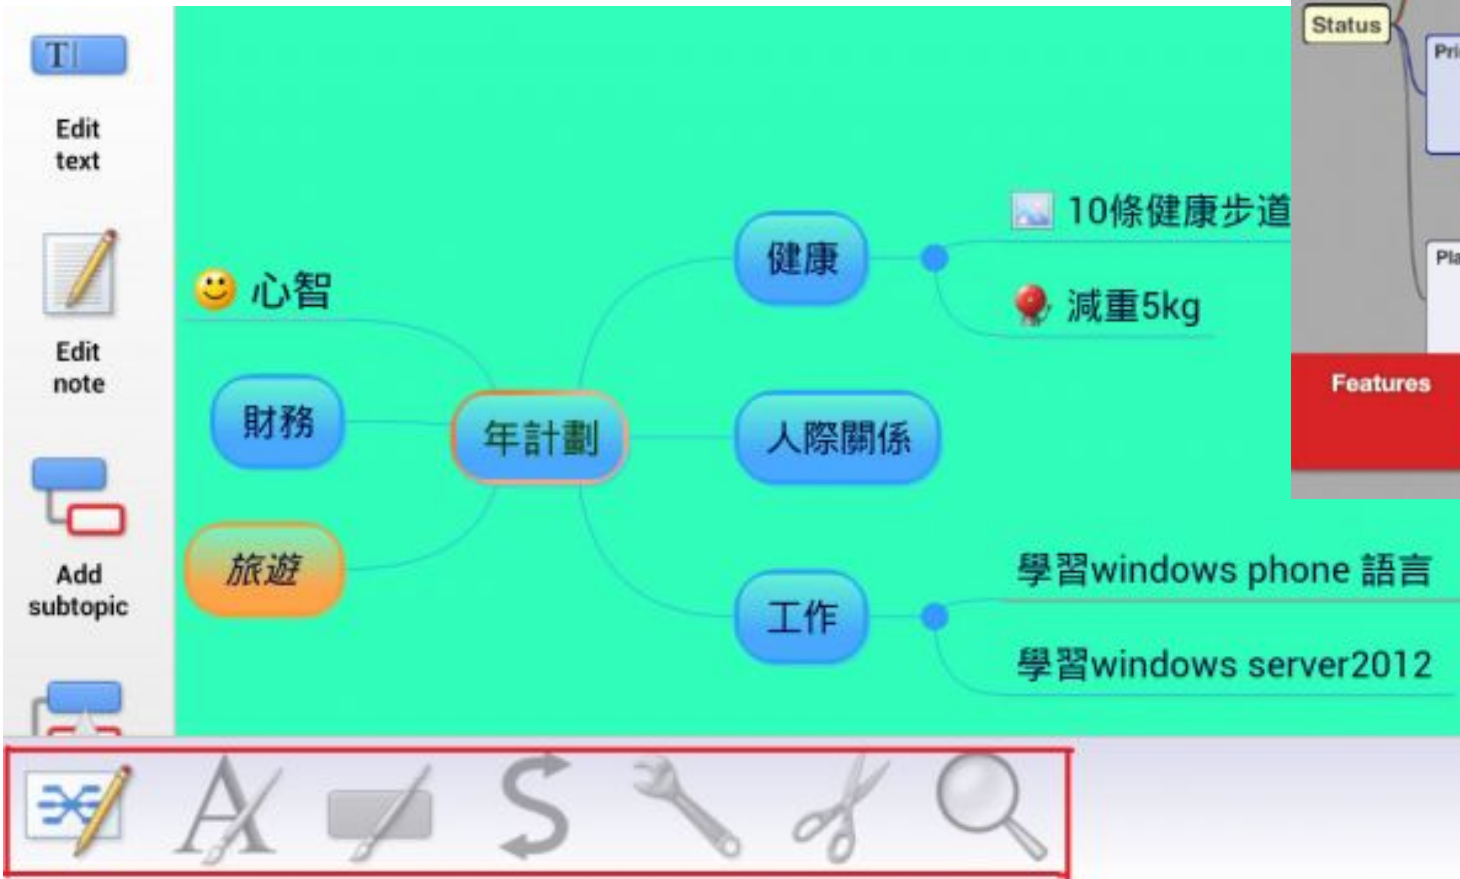 T
Edit
text
Edit
note
Add
subtopic
心智
財務
旅遊
年計劃
健康
10條健康步道
減重5kg
人際關係
工作
學習windows phone 語言
學習windows server2012
Status
Pri
Pla
Features